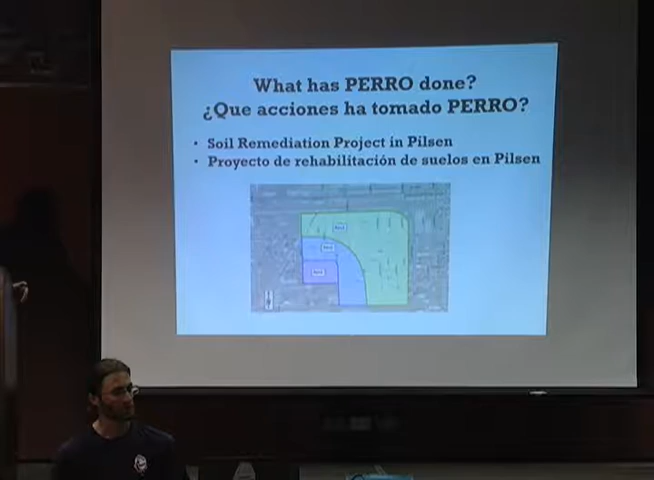 What has PERRO done?
¿Que acciones ha tomado PERRO?
• Soil Remediation Project in Pilsen
• Proyecto de rehabilitación de suelos en Pilsen